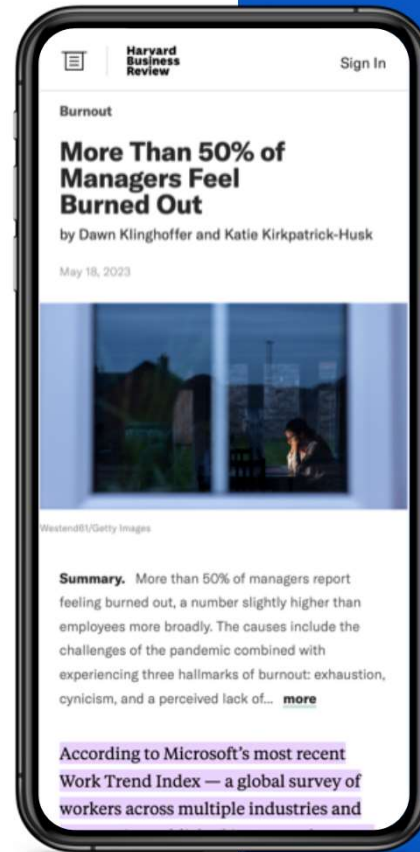 Harvard
Business
Review
Sign In
Burnout
More Than 50% of
Managers Feel
Burned Out
by Dawn Klinghoffer and Katie Kirkpatrick-Husk
May 18, 2023
Westend61/Getty Images
Summary. More than 50% of managers report
feeling burned out, a number slightly higher than
employees more broadly. The causes include the
challenges of the pandemic combined with
experiencing three hallmarks of burnout: exhaustion,
cynicism, and a perceived lack of... more
According to Microsoft’s most recent
Work Trend Index — a global survey of
workers across multiple industries and